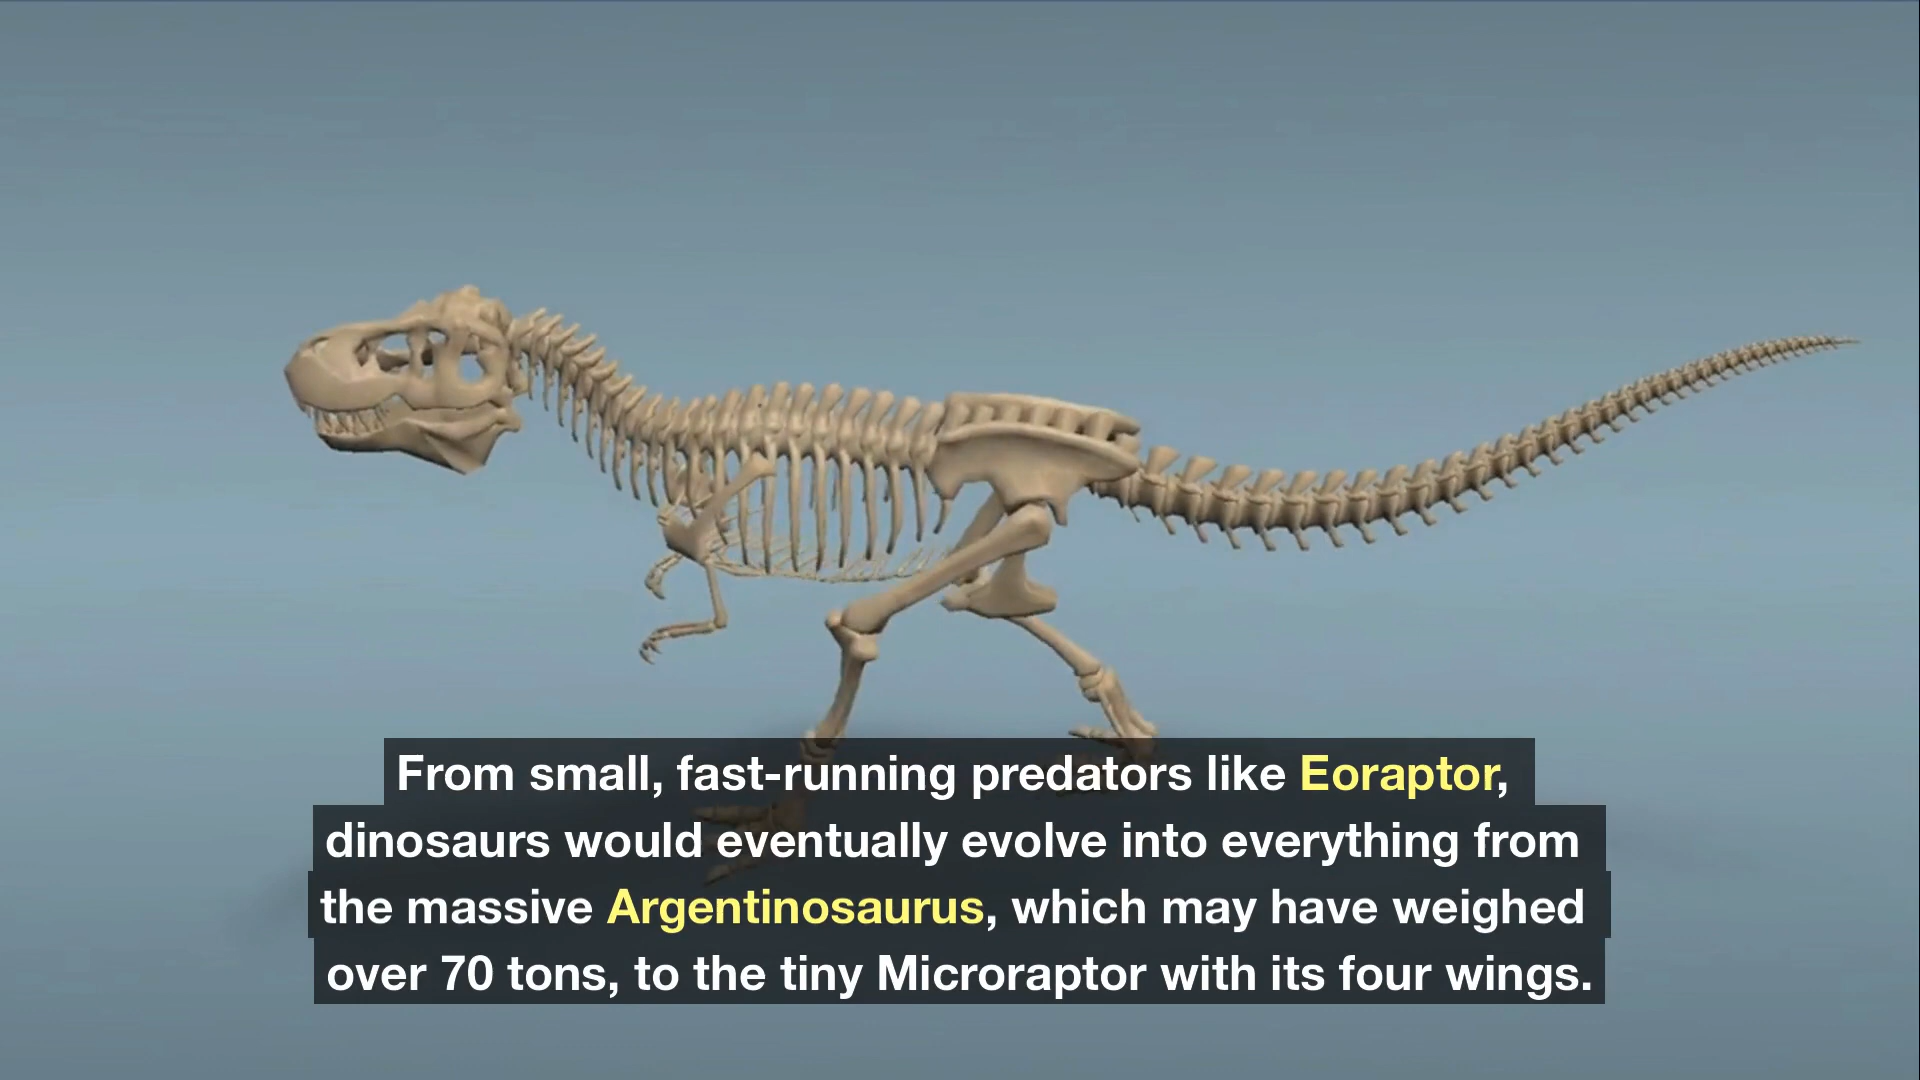 From small, fast-running predators like Eoraptor,
dinosaurs would eventually evolve into everything from
the massive Argentinosaurus, which may have weighed
over 70 tons, to the tiny Microraptor with its four wings.